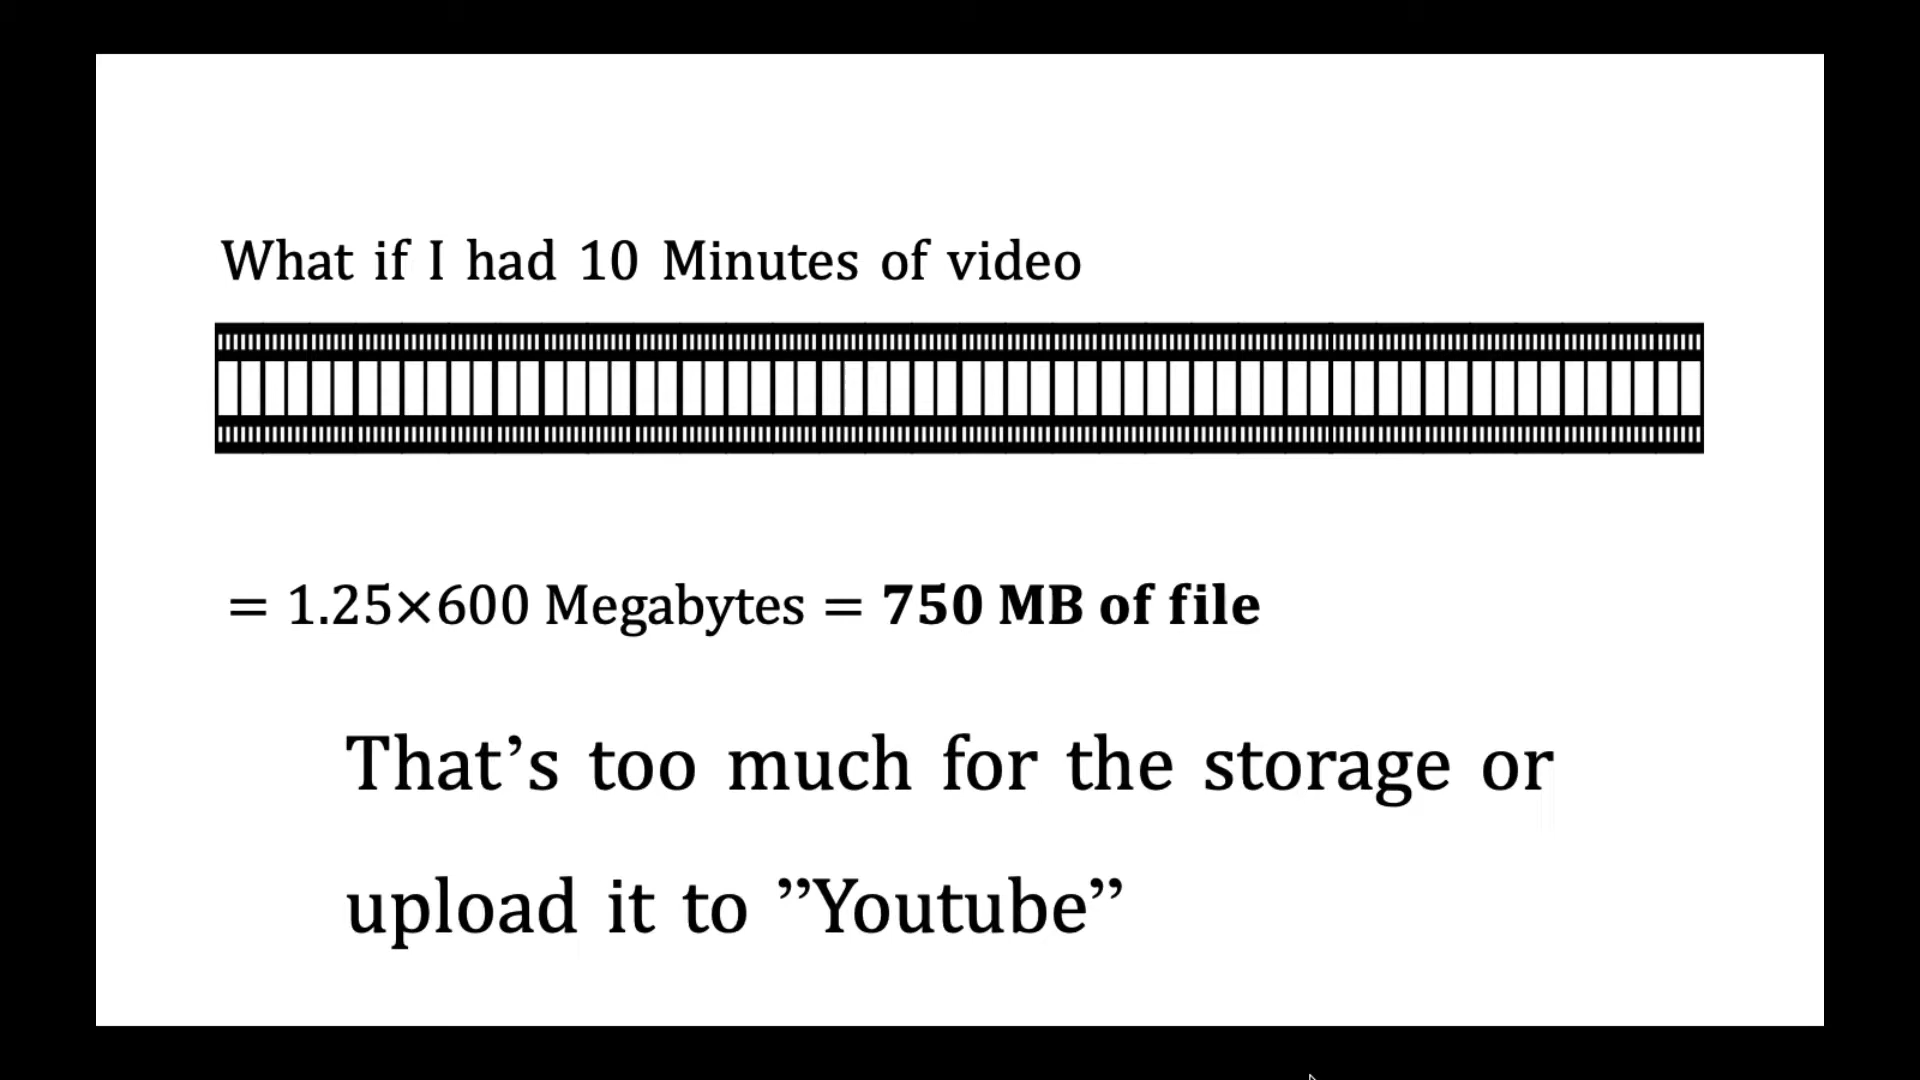 What if I had 10 Minutes of video
= 1.25×600 Megabytes = 750 MB of file
That’s too much for the storage or
upload it to ”Youtube”